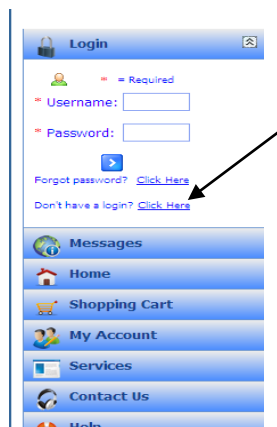 Login
* = Required
* Username:
* Password:
Forgot password? Click Here
Don't have a login? Click Here
Messages
Home
Shopping Cart
My Account
Services
Contact Us
Help